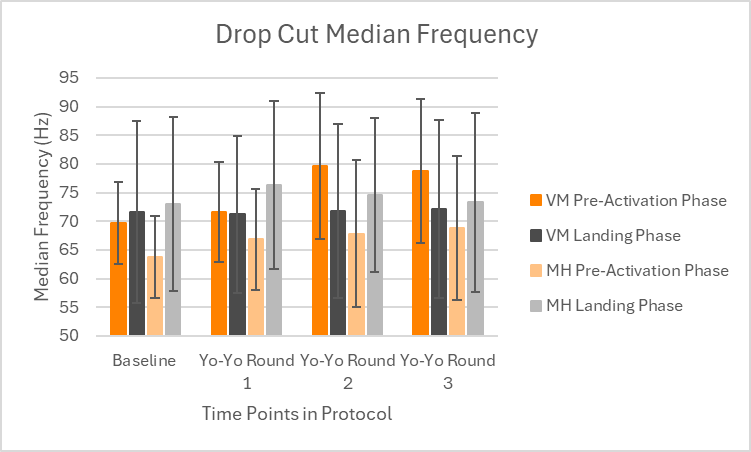 Drop Cut Median Frequency
Median Frequency (Hz)
95
90
85
80
75
70
65
60
55
50
Baseline
Yo-Yo Round
1
Yo-Yo Round
2
Yo-Yo Round
3
Time Points in Protocol
VM Pre-Activation Phase
VM Landing Phase
MH Pre-Activation Phase
MH Landing Phase